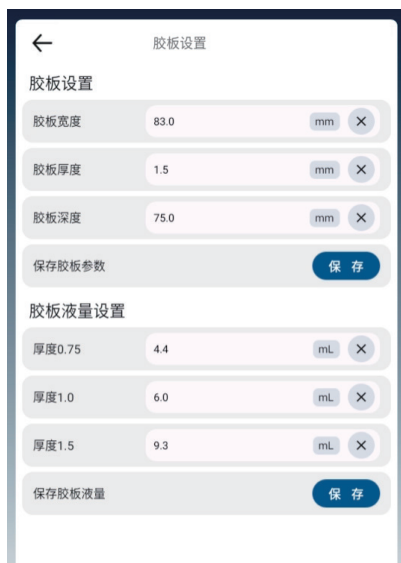 胶板设置
胶板设置
胶板宽度 83.0 mm
胶板厚度 1.5 mm
胶板深度 75.0 mm
保存胶板参数 保存
胶板液量设置
厚度0.75 4.4 mL
厚度1.0 6.0 mL
厚度1.5 9.3 mL
保存胶板液量 保存